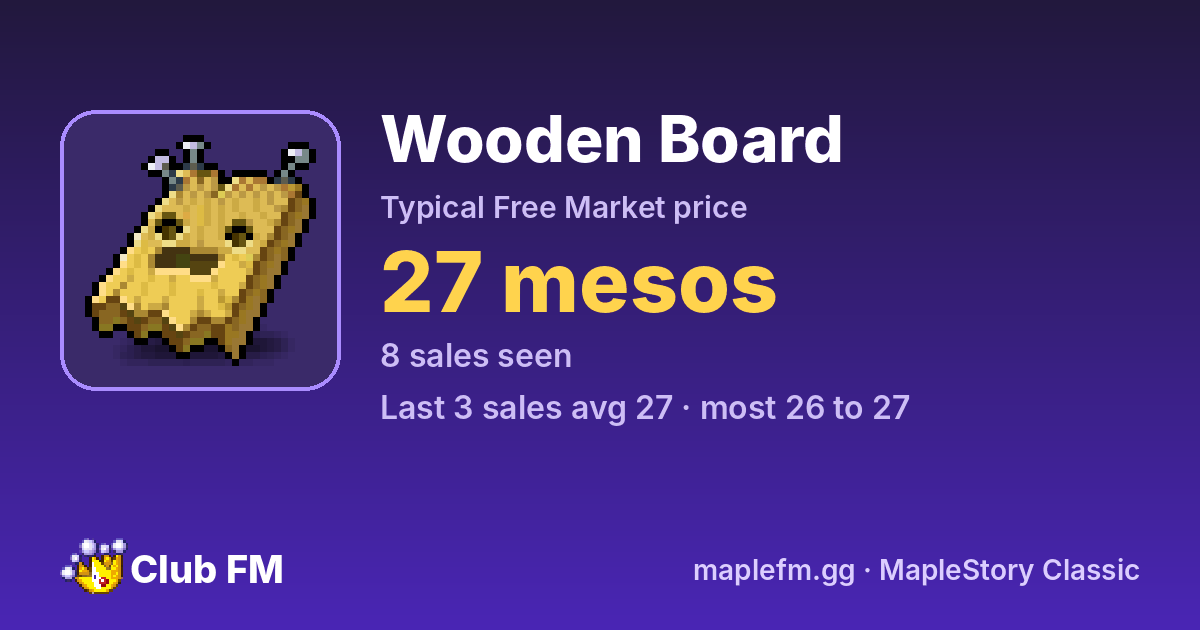 Wooden Board
Typical Free Market price
27 mesos
8 sales seen
Last 3 sales avg 27 · most 26 to 27
Club FM
maplefm.gg · MapleStory Classic